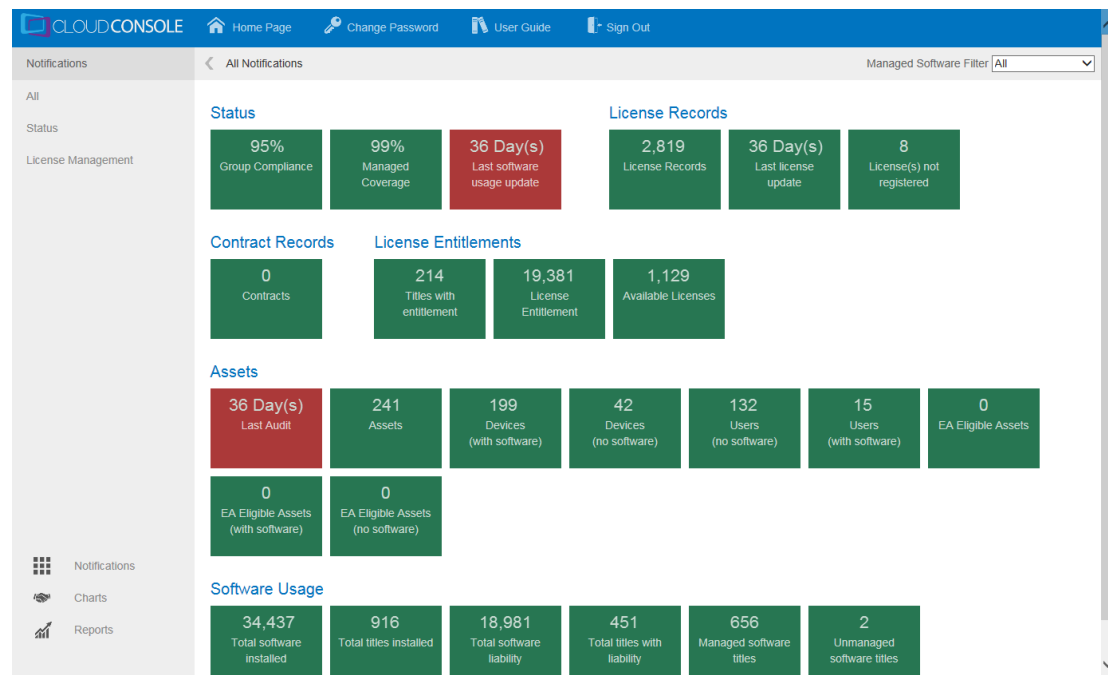 CLOUDCONSOLE
Home Page
Change Password
User Guide
Sign Out
Notifications
All Notifications
Managed Software Filter
All
All
Status
License Management
Status
95%
Group Compliance
99%
Managed
Coverage
36 Day(s)
Last software
usage update
License Records
2,819
License Records
36 Day(s)
Last license
update
8
License(s) not
registered
Contract Records
0
Contracts
License Entitlements
214
Titles with
entitlement
19,381
License
Entitlement
1,129
Available Licenses
Assets
36 Day(s)
Last Audit
241
Assets
199
Devices
(with software)
42
Devices
(no software)
132
Users
(no software)
15
Users
(with software)
0
EA Eligible Assets
0
EA Eligible Assets
(with software)
0
EA Eligible Assets
(no software)
Notifications
Charts
Reports
Software Usage
34,437
Total software
installed
916
Total titles installed
18,981
Total software
liability
451
Total titles with
liability
656
Managed software
titles
2
Unmanaged
software titles